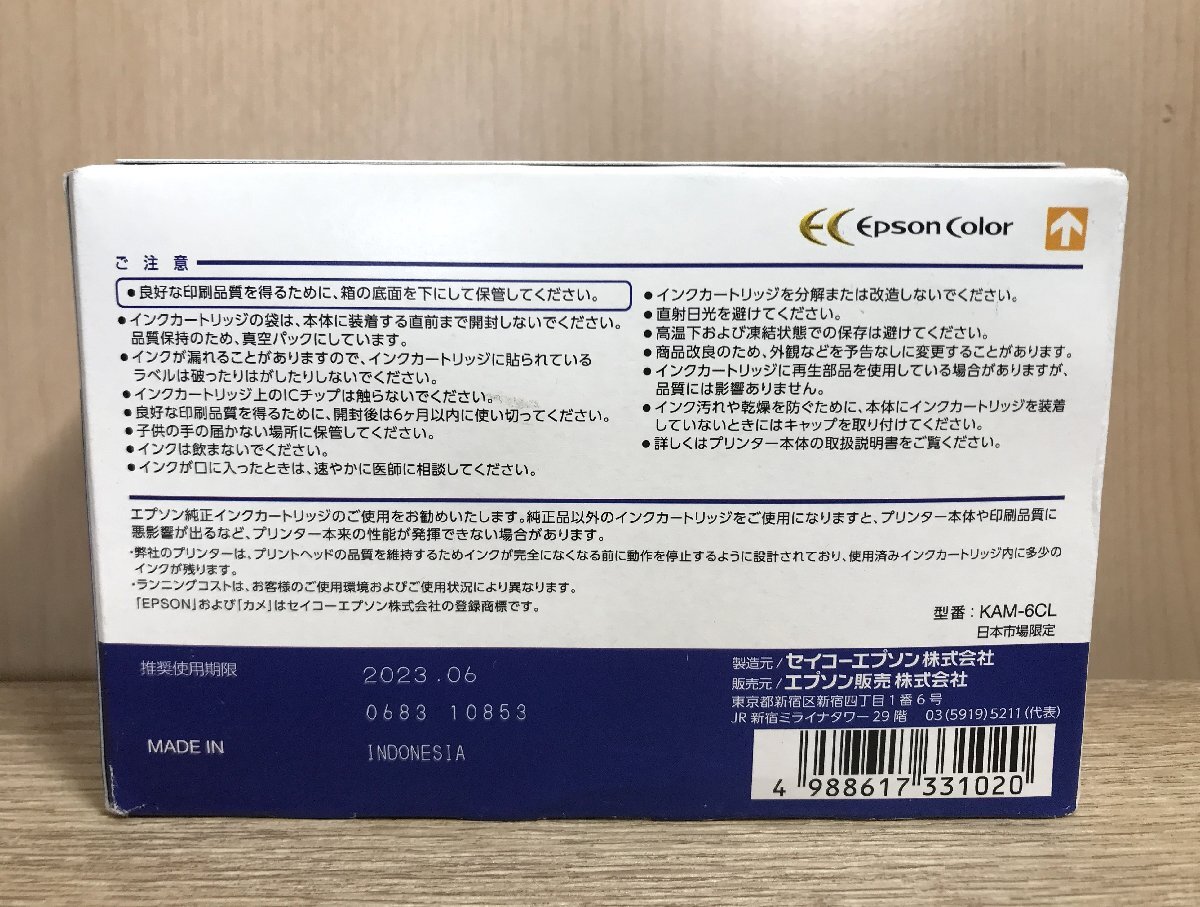 EC Epson Color
ご注意
●良好な印刷品質を得るために、箱の底面を下にして保管してください。
●インクカートリッジの袋は、本体に装着する直前まで開封しないでください。
品質保持のため、真空パックにしています。
●インクが漏れることがありますので、インクカートリッジに貼られている
ラベルは破ったりはがしたりしないでください。
●インクカートリッジ上のICチップは触らないでください。
●良好な印刷品質を得るために、開封後は6ヶ月以内に使い切ってください。
●子供の手の届かない場所に保管してください。
●インクは飲まないでください。
●インクが口に入ったときは、速やかに医師に相談してください。
●インクカートリッジを分解または改造しないでください。
●直射日光を避けてください。
●高温下および凍結状態での保存は避けてください。
●商品改良のため、外観などを予告なしに変更することがあります。
●インクカートリッジに再生部品を使用している場合がありますが、
品質には影響ありません。
●インク汚れや乾燥を防ぐために、本体にインクカートリッジを装着
していないときにはキャップを取り付けてください。
●詳しくはプリンター本体の取扱説明書をご覧ください。
エプソン純正インクカートリッジのご使用をお勧めいたします。純正品以外のインクカートリッジをご使用になりますと、プリンター本体や印刷品質に
悪影響が出るなど、プリンター本来の性能が発揮できない場合があります。
・弊社のプリンターは、プリントヘッドの品質を維持するためインクが完全になくなる前に動作を停止するように設計されており、使用済みインクカートリッジ内に多少の
インクが残ります。
・ランニングコストは、お客様のご使用環境およびご使用状況により異なります。
「EPSON」および「カメ」はセイコーエプソン株式会社の登録商標です。
型番：KAM-6CL
日本市場限定
推奨使用期限 2023.06
0683 10853
MADE IN INDONESIA
製造元/セイコーエプソン株式会社
販売元/エプソン販売株式会社
東京都新宿区新宿四丁目1番6号
JR新宿ミライナタワー29階 03(5919)5211(代表)
4 988617 331020